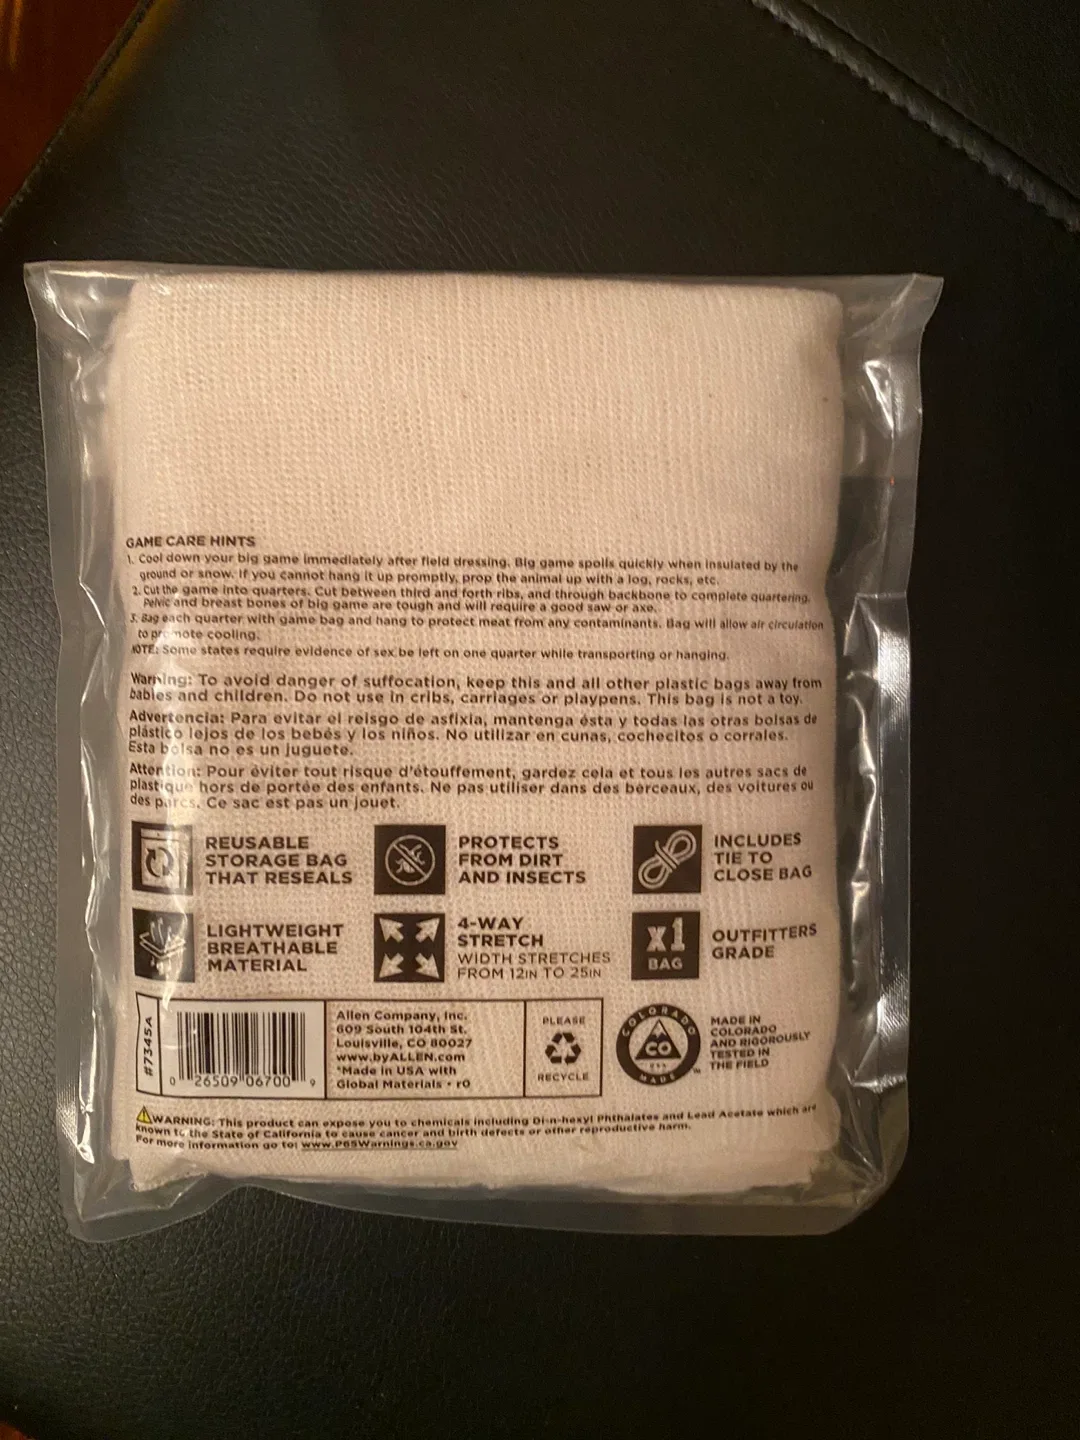 GAME CARE HINTS
1. Cool down your big game immediately after field dressing. Big game spoils quickly when insulated by the
ground or snow. If you cannot hang it up promptly, prop the animal up with a log, rocks, etc.
2. Cut the game into quarters. Cut between third and forth ribs, and through backbone to complete quartering.
Pelvic and breast bones of big game are tough and will require a good saw or axe.
3. Bag each quarter with game bag and hang to protect meat from any contaminants. Bag will allow air circulation
to promote cooling.
NOTE: Some states require evidence of sex be left on one quarter while transporting or hanging.
Warning: To avoid danger of suffocation, keep this and all other plastic bags away from
babies and children. Do not use in cribs, carriages or playpens. This bag is not a toy.
Advertencia: Para evitar el reisgo de asfixia, mantenga ésta y todas las otras bolsas de
plástico lejos de los bebés y los niños. No utilizar en cunas, cochecitos o corrales.
Esta bolsa no es un juguete.
Attention: Pour éviter tout risque d'étouffement, gardez cela et tous les autres sacs de
plastique hors de portée des enfants. Ne pas utiliser dans des berceaux, des voitures ou
des parcs. Ce sac est pas un jouet.
REUSABLE
STORAGE BAG
THAT RESEALS
PROTECTS
FROM DIRT
AND INSECTS
INCLUDES
TIE TO
CLOSE BAG
LIGHTWEIGHT
BREATHABLE
MATERIAL
4-WAY
STRETCH
WIDTH STRETCHES
FROM 12IN TO 25IN
x1
BAG
OUTFITTERS
GRADE
#7345A
0 26509 06700 9
Allen Company, Inc.
609 South 104th St.
Louisville, CO 80027
www.byALLEN.com
*Made in USA with
Global Materials • r0
PLEASE
RECYCLE
COLORADO
CO
MADE
™
MADE IN
COLORADO
AND RIGOROUSLY
TESTED IN
THE FIELD
WARNING: This product can expose you to chemicals including Di-n-hexyl Phthalates and Lead Acetate which are
known to the State of California to cause cancer and birth defects or other reproductive harm.
For more information go to: www.P65Warnings.ca.gov